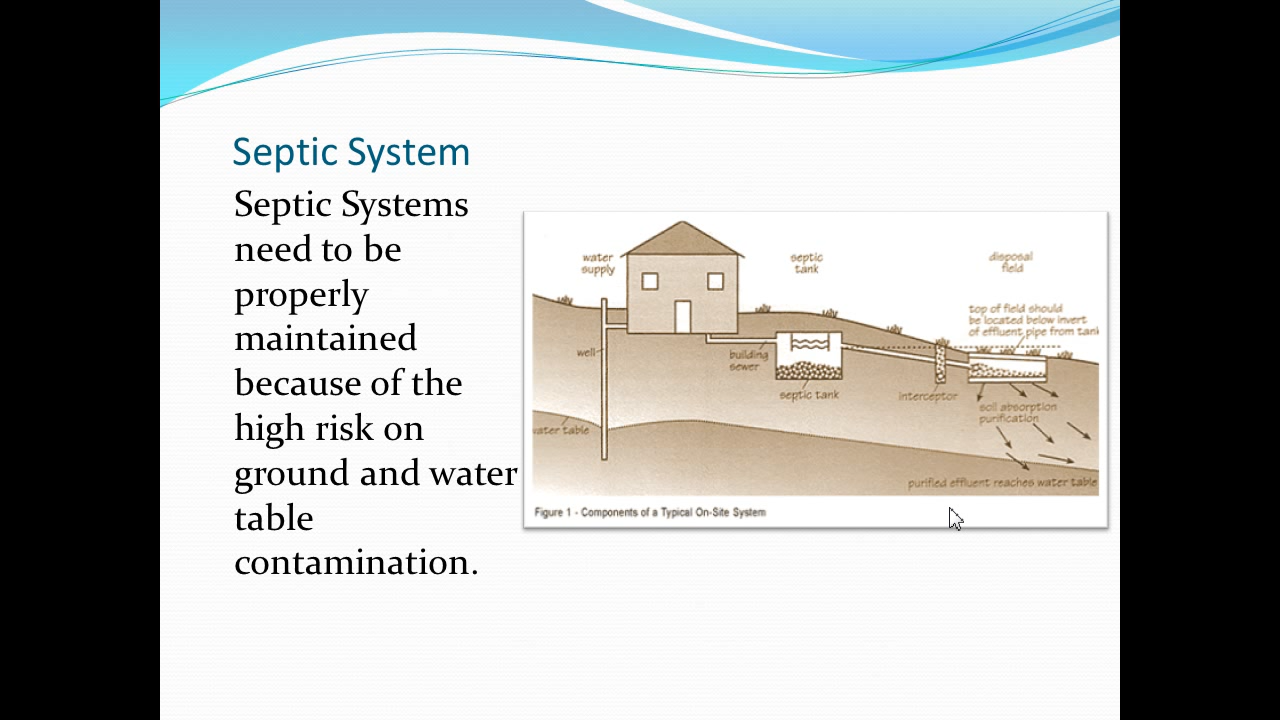 Septic System
Septic Systems
need to be
properly
maintained
because of the
high risk on
ground and water
table
contamination.
water
supply
septic
tank
disposal
field
top of field should
be located below invert
of effluent pipe from tank
well
building
sewer
septic tank
interceptor
soil absorption
purification
water table
purified effluent reaches water table
Figure 1 - Components of a Typical On-Site System